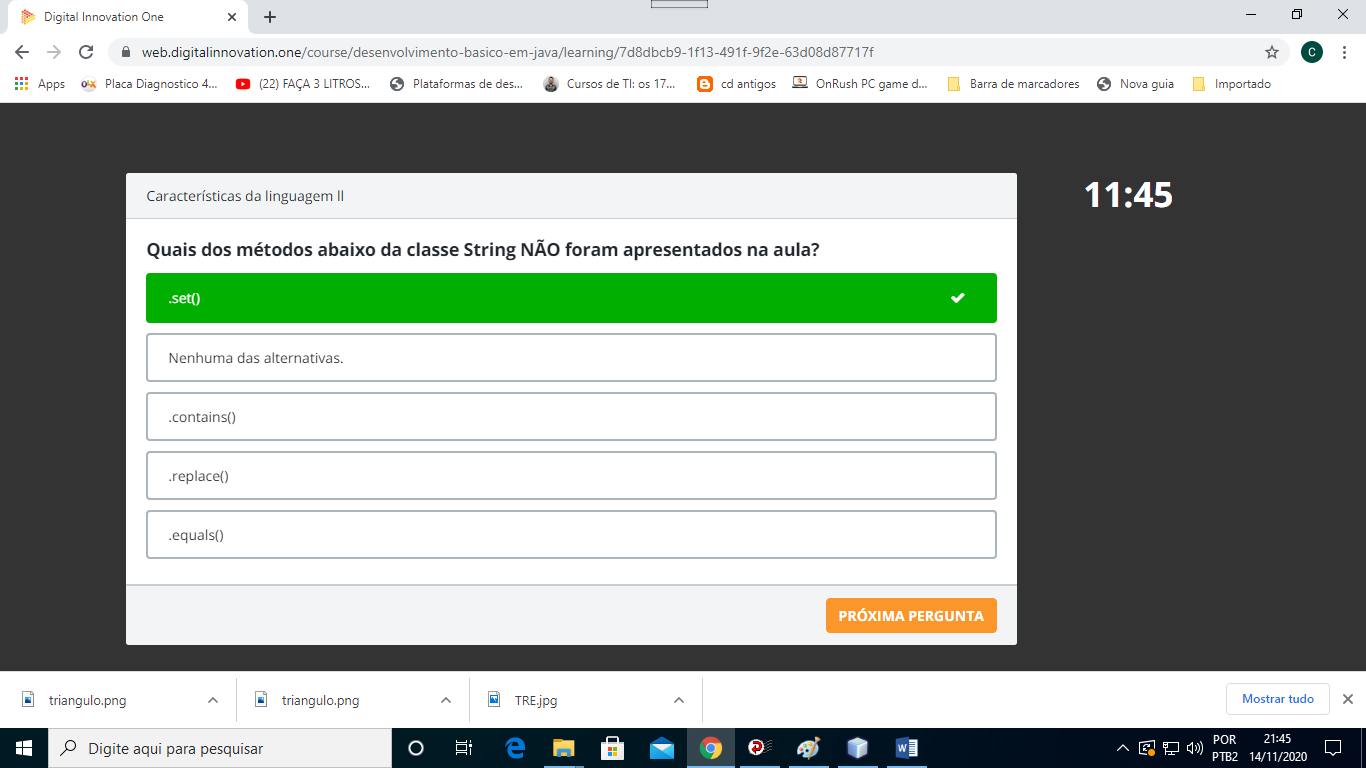 Digital Innovation One
web.digitalinnovation.one/course/desenvolvimento-basico-em-java/learning/7d8dbcb9-1f13-491f-9f2e-63d08d87717f
C
Apps
OLX
Placa Diagnostico 4...
(22) FAÇA 3 LITROS...
Plataformas de des...
Cursos de TI: os 17...
cd antigos
OnRush PC game d...
Barra de marcadores
Nova guia
Importado
Características da linguagem II
11:45
Quais dos métodos abaixo da classe String NÃO foram apresentados na aula?
.set()
Nenhuma das alternativas.
.contains()
.replace()
.equals()
PRÓXIMA PERGUNTA
triangulo.png
triangulo.png
TRE.jpg
Mostrar tudo
Digite aqui para pesquisar
POR
PTB2
21:45
14/11/2020